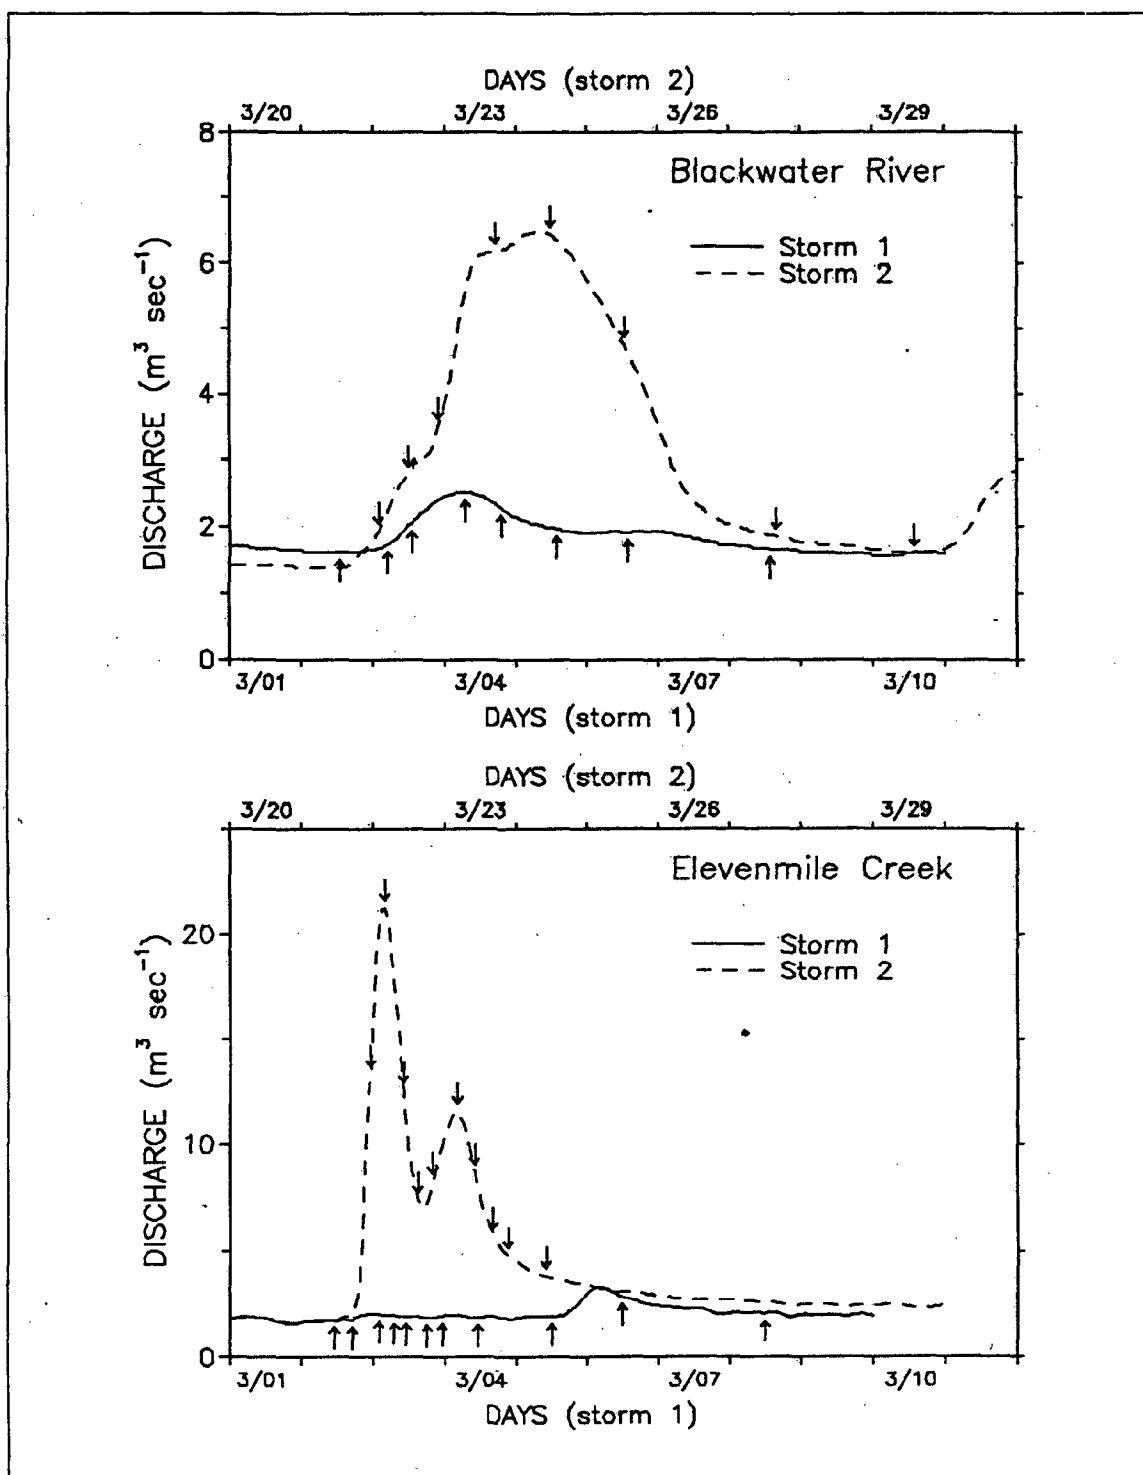 DAYS (storm 2)
3/20 3/23 3/26 3/29
8
Blackwater River
Storm 1
Storm 2
6
4
2
0
DISCHARGE (m³ sec⁻¹)
3/01 3/04 3/07 3/10
DAYS (storm 1)
DAYS (storm 2)
3/20 3/23 3/26 3/29
Elevenmile Creek
Storm 1
Storm 2
20
10
0
DISCHARGE (m³ sec⁻¹)
3/01 3/04 3/07 3/10
DAYS (storm 1)